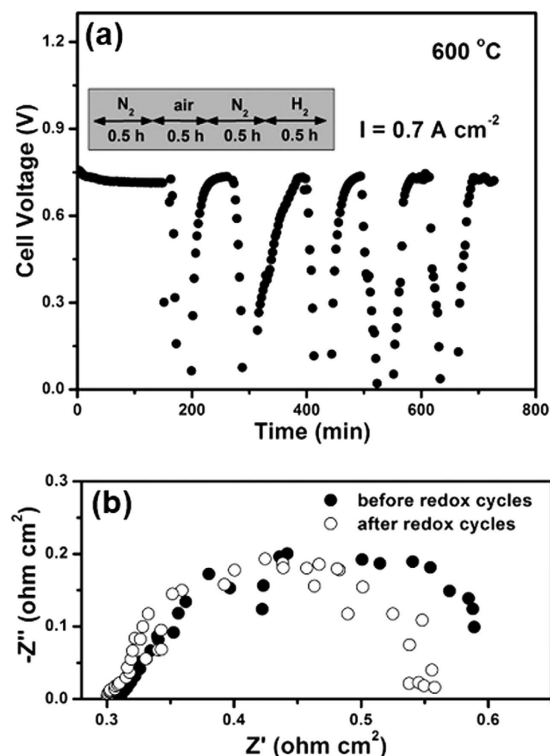 (a)
600 °C
N2 air N2 H2
0.5 h 0.5 h 0.5 h 0.5 h
I = 0.7 A cm-2
Cell Voltage (V)
1.2
0.9
0.6
0.3
0.0
0 200 400 600 800
Time (min)
(b)
before redox cycles
after redox cycles
-Z" (ohm cm2)
0.3
0.2
0.1
0.0
0.3 0.4 0.5 0.6
Z' (ohm cm2)